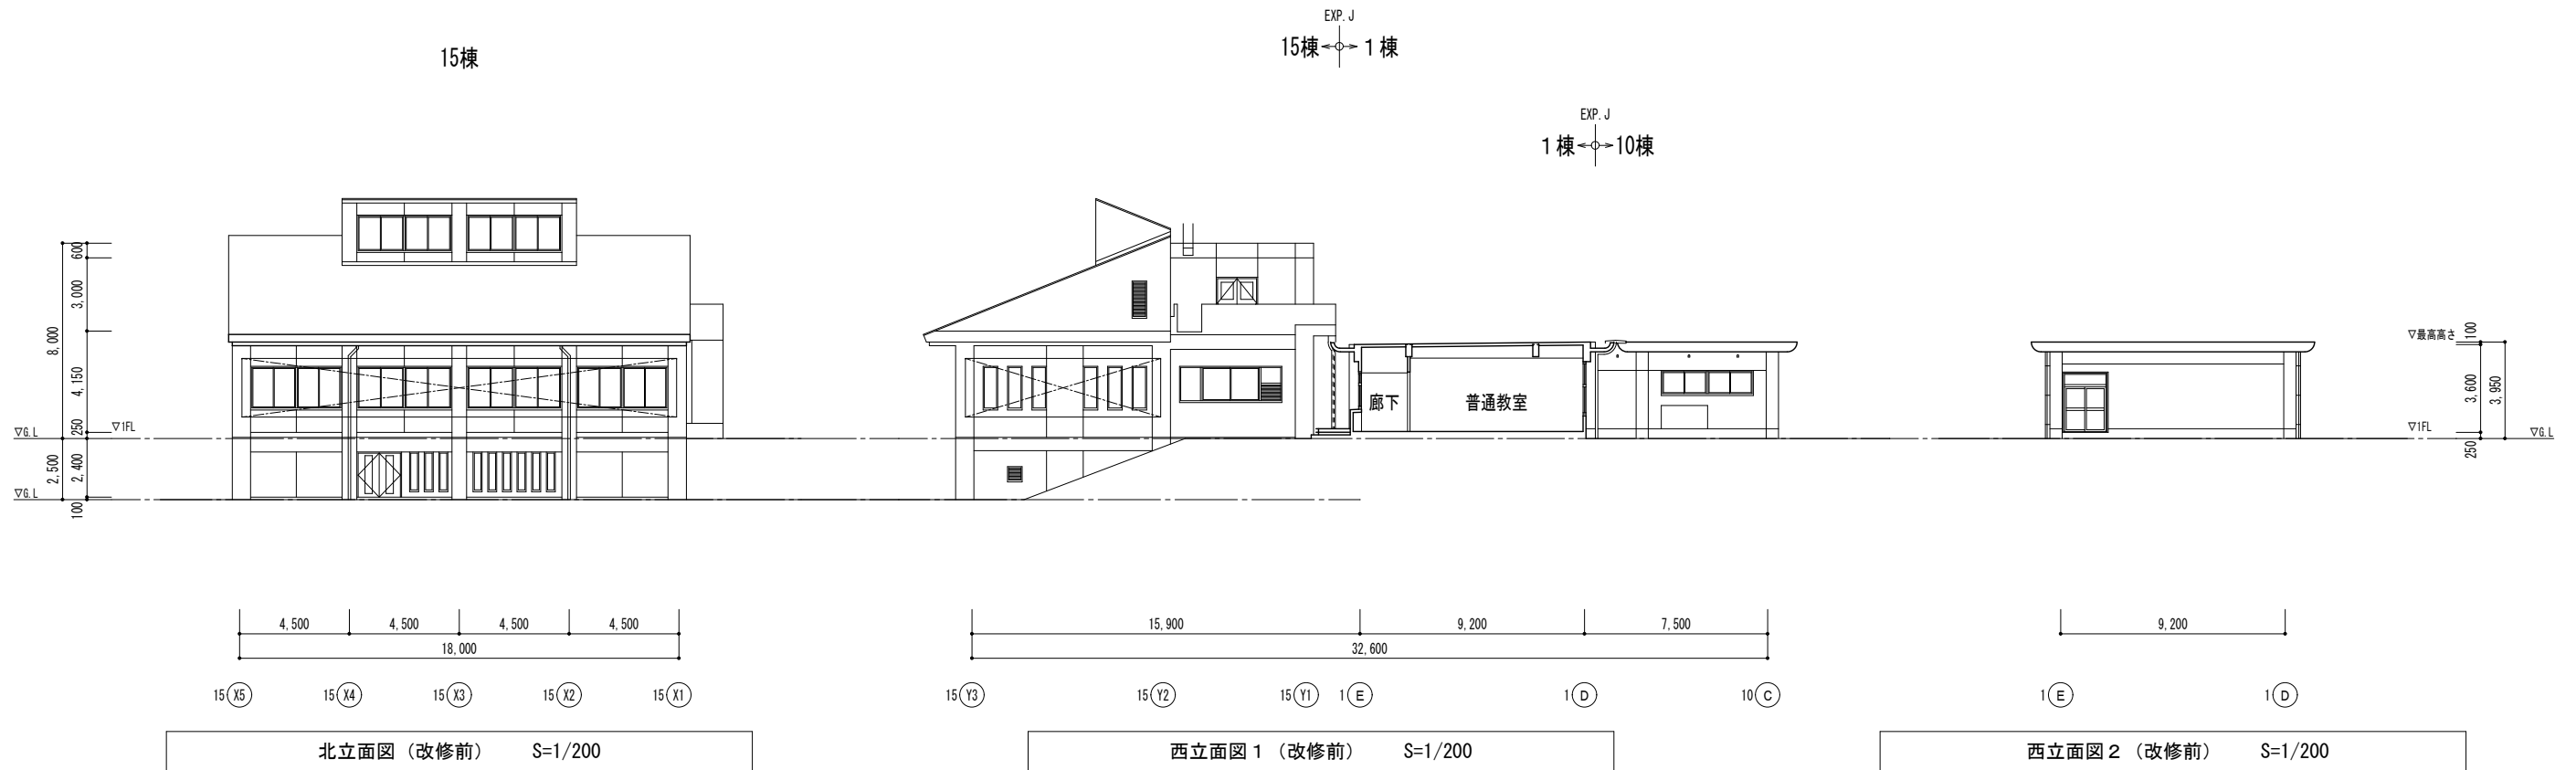 EXP. J
15棟 1棟
15棟
EXP. J
1棟 10棟
600
3,000
8,000
4,150
250
▽1FL
▽G.L
2,500
2,400
▽G.L
100
廊下
普通教室
▽最高高さ
100
3,600
3,950
▽1FL
▽G.L
250
4,500 4,500 4,500 4,500
18,000
15,900 9,200 7,500
32,600
9,200
15 X5 15 X4 15 X3 15 X2 15 X1
15 Y3 15 Y2 15 Y1 1 E 1 D 10 C
1 E 1 D
北立面図（改修前） S=1/200
西立面図１（改修前） S=1/200
西立面図２（改修前） S=1/200